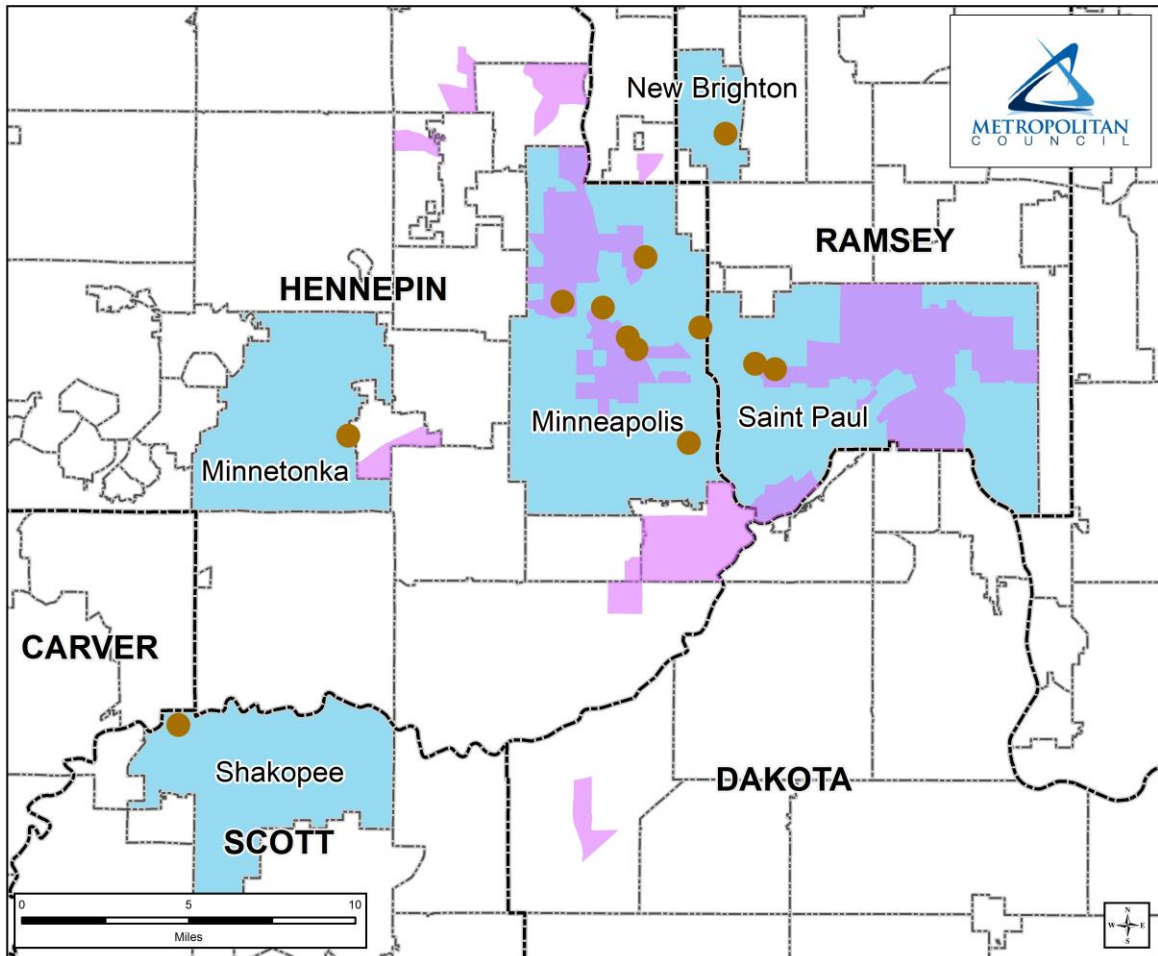 New Brighton
METROPOLITAN
COUNCIL
RAMSEY
HENNEPIN
Minneapolis
Saint Paul
Minnetonka
CARVER
Shakopee
DAKOTA
SCOTT
0 5 10
Miles
N
W E
S